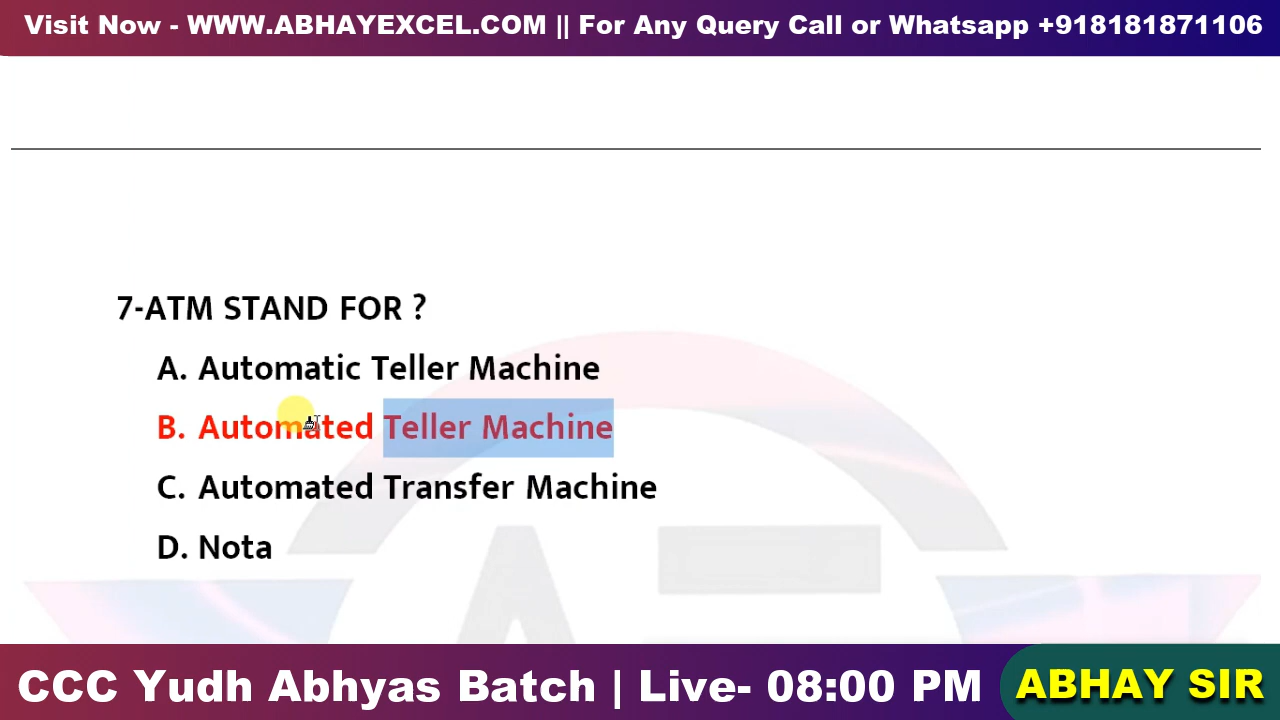 Visit Now - WWW.ABHAYEXCEL.COM || For Any Query Call or Whatsapp +918181871106
7-ATM STAND FOR ?
A. Automatic Teller Machine
B. Automated Teller Machine
C. Automated Transfer Machine
D. Nota
CCC Yudh Abhyas Batch | Live- 08:00 PM
ABHAY SIR